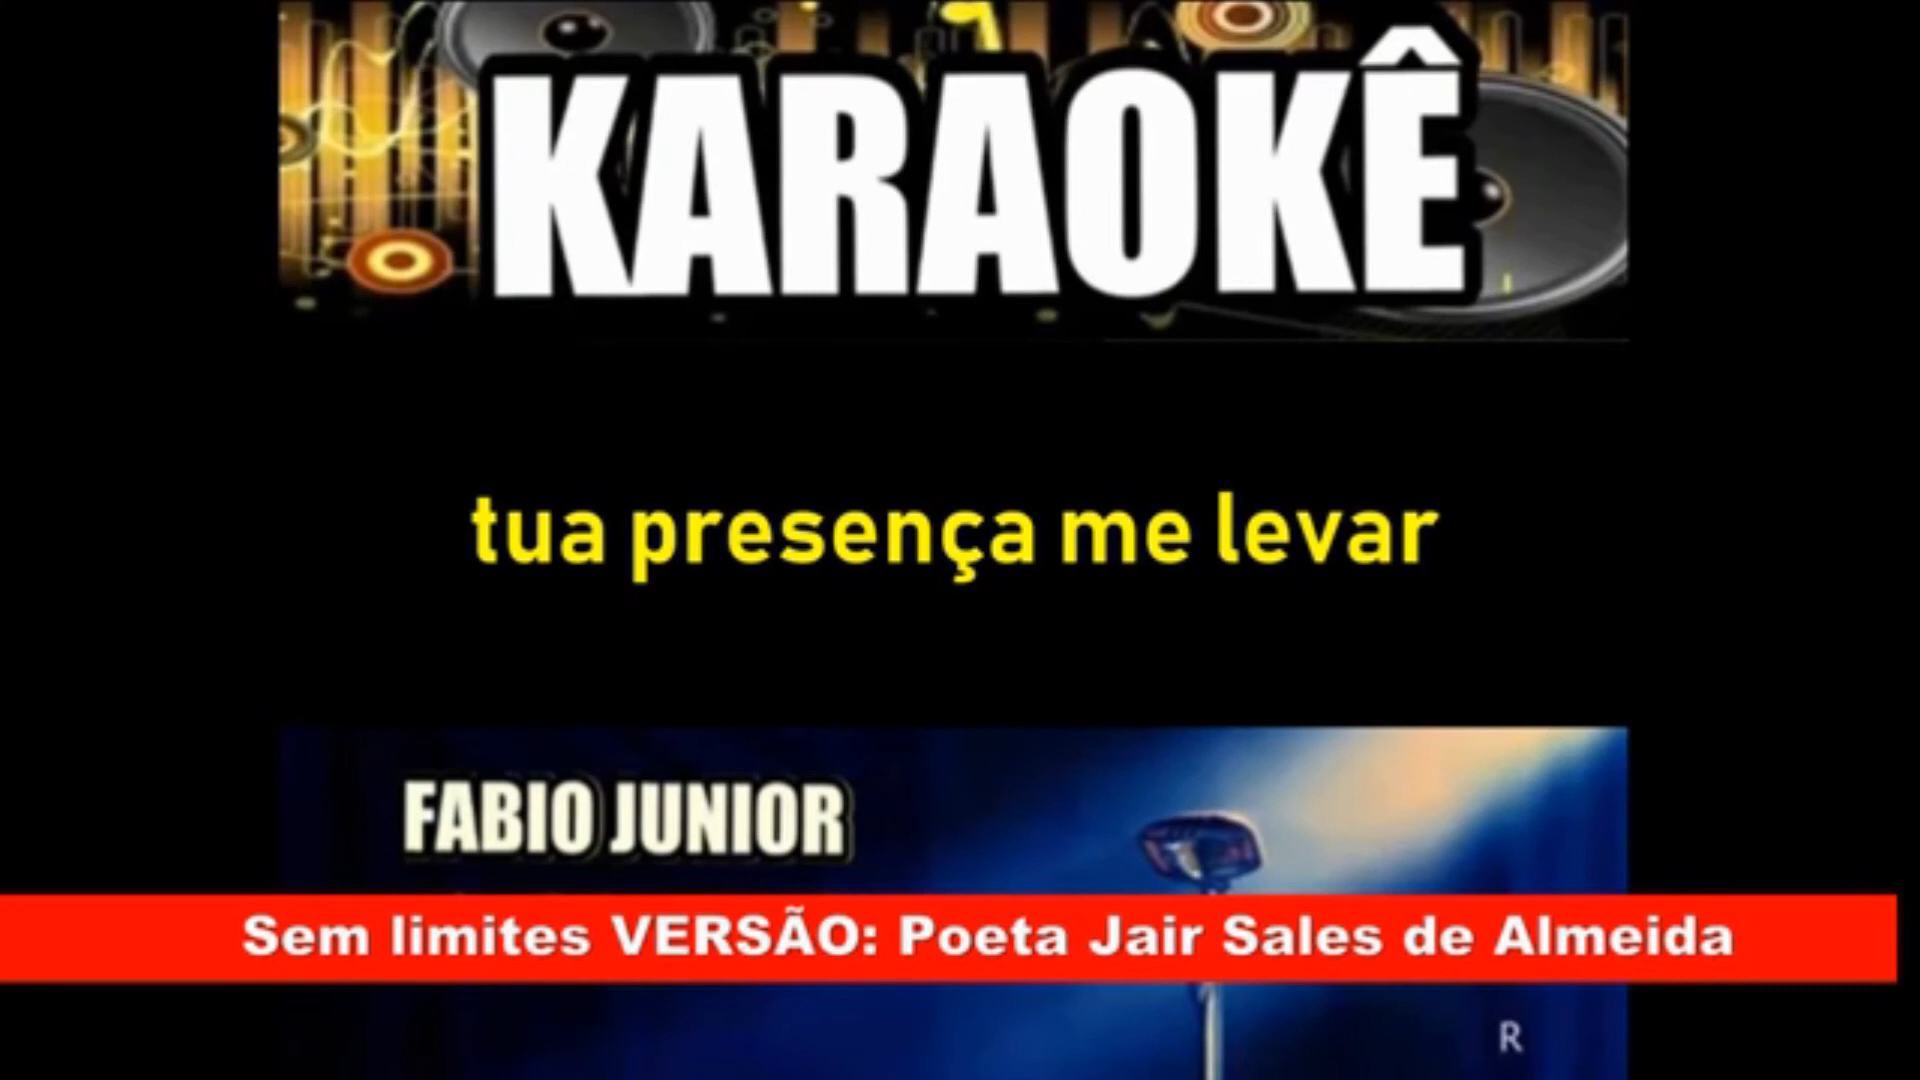 KARAOKÊ
tua presença me levar
FABIO JUNIOR
Sem limites VERSÃO: Poeta Jair Sales de Almeida
R